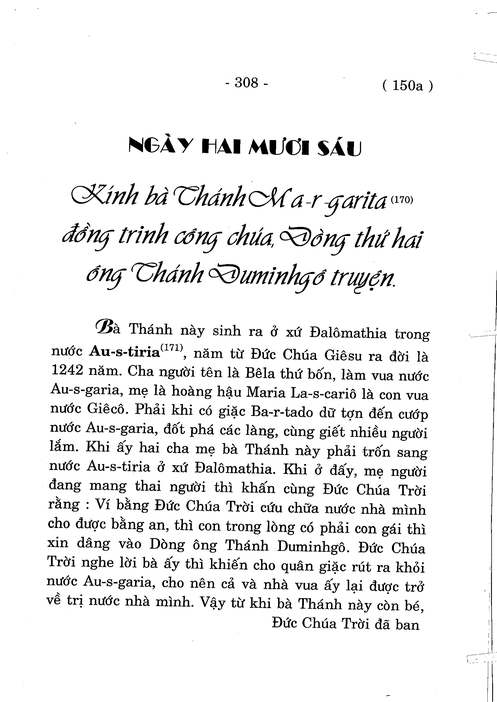 - 308 -
( 150a )
NGÀY HAI MƯƠI SÁU
Kính bà Thánh Ma-r-garita (170)
đồng trinh công chúa, Dòng thứ hai
ông Thánh Duminhgô truyện.
Bà Thánh này sinh ra ở xứ Đalômathia trong
nước Au-s-tiria(171), năm từ Đức Chúa Giêsu ra đời là
1242 năm. Cha người tên là Bêla thứ bốn, làm vua nước
Au-s-garia, mẹ là hoàng hậu Maria La-s-cariô là con vua
nước Giêcô. Phải khi có giặc Ba-r-tado dữ tợn đến cướp
nước Au-s-garia, đốt phá các làng, cùng giết nhiều người
lắm. Khi ấy hai cha mẹ bà Thánh này phải trốn sang
nước Au-s-tiria ở xứ Đalômathia. Khi ở đấy, mẹ người
đang mang thai người thì khấn cùng Đức Chúa Trời
rằng : Ví bằng Đức Chúa Trời cứu chữa nước nhà mình
cho được bằng an, thì con trong lòng có phải con gái thì
xin dâng vào Dòng ông Thánh Duminhgô. Đức Chúa
Trời nghe lời bà ấy thì khiến cho quân giặc rút ra khỏi
nước Au-s-garia, cho nên cả và nhà vua ấy lại được trở
về trị nước nhà mình. Vậy từ khi bà Thánh này còn bé,
Đức Chúa Trời đã ban